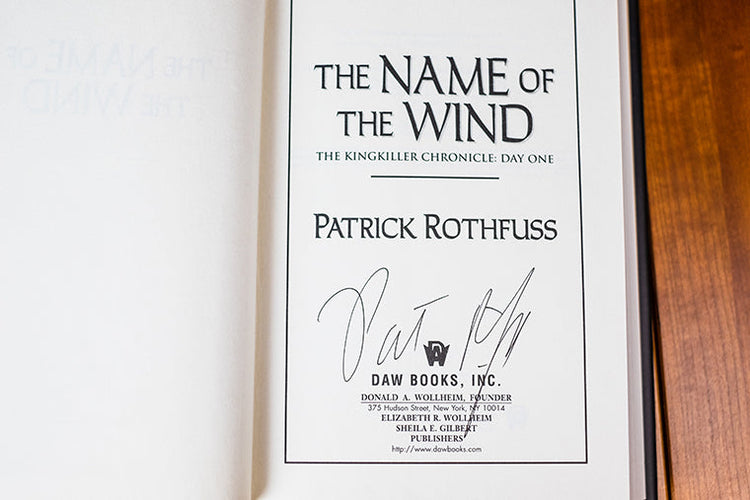 THE NAME OF
THE WIND
THE KINGKILLER CHRONICLE: DAY ONE
PATRICK ROTHFUSS
Pat
DAW BOOKS, INC.
DONALD A. WOLLHEIM, FOUNDER
375 Hudson Street, New York, NY 10014
ELIZABETH R. WOLLHEIM
SHEILA E. GILBERT
PUBLISHERS
http://www.dawbooks.com